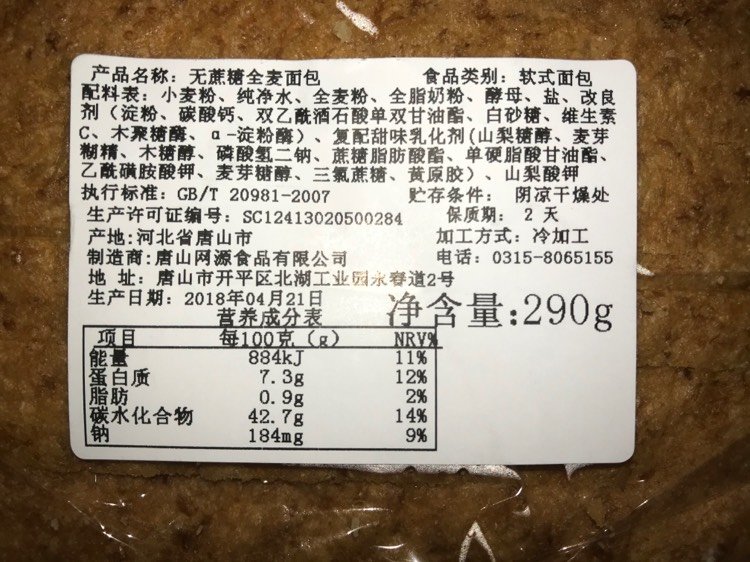 产品名称：无蔗糖全麦面包 食品类别：软式面包
配料表：小麦粉、纯净水、全麦粉、全脂奶粉、酵母、盐、改良
剂（淀粉、碳酸钙、双乙酰酒石酸单双甘油酯、白砂糖、维生素
C、木聚糖酶、α-淀粉酶）、复配甜味乳化剂(山梨糖醇、麦芽
糊精、木糖醇、磷酸氢二钠、蔗糖脂肪酸酯、单硬脂酸甘油酯、
乙酰磺胺酸钾、麦芽糖醇、三氯蔗糖、黄原胶）、山梨酸钾
执行标准：GB/T 20981-2007 贮存条件： 阴凉干燥处
生产许可证编号：SC12413020500284 保质期：2 天
产地:河北省唐山市 加工方式：冷加工
制造商:唐山网源食品有限公司 电话：0315-8065155
地 址：唐山市开平区北湖工业园永春道2号
生产日期：2018年04月21日 净含量:290g
营养成分表
项目 每100克（g） NRV%
能量 884kJ 11%
蛋白质 7.3g 12%
脂肪 0.9g 2%
碳水化合物 42.7g 14%
钠 184mg 9%